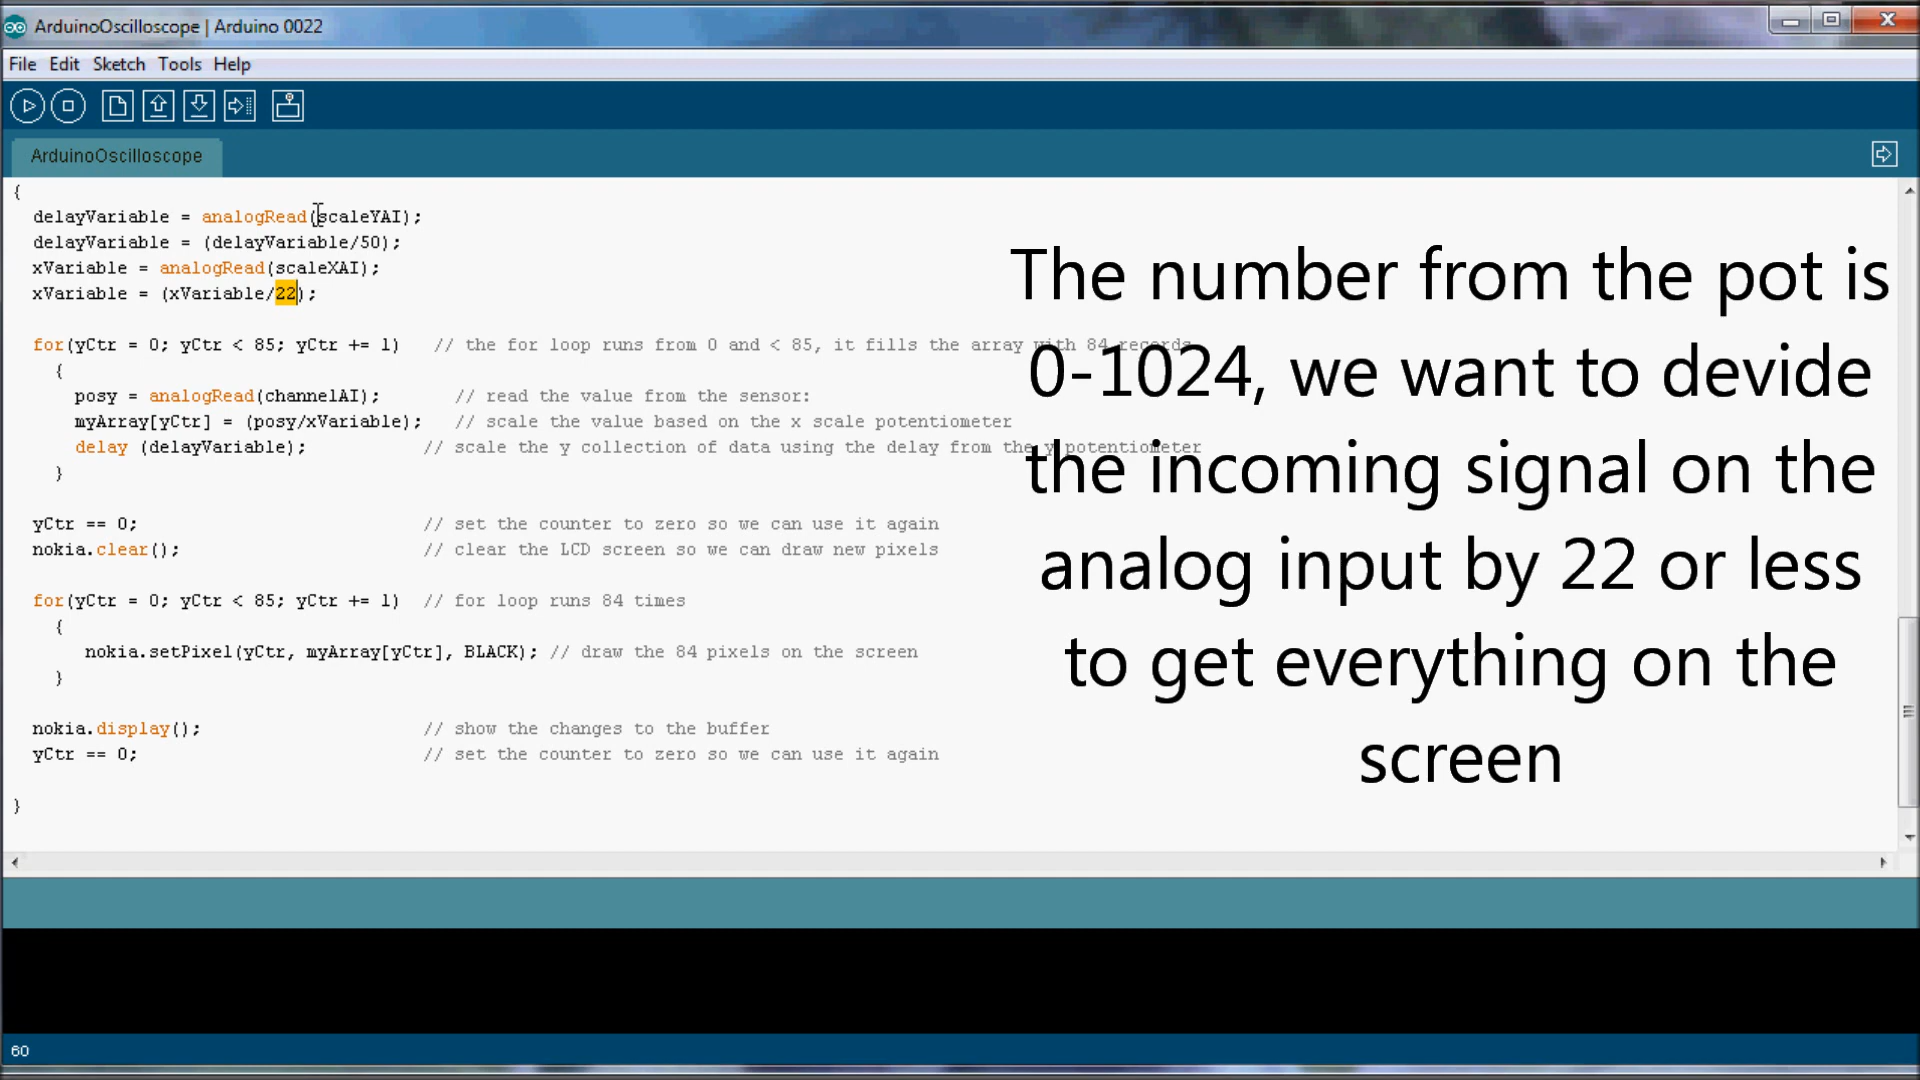 ArduinoOscilloscope | Arduino 0022
File Edit Sketch Tools Help
ArduinoOscilloscope
{
delayVariable = analogRead(scaleYAI);
delayVariable = (delayVariable/50);
xVariable = analogRead(scaleXAI);
xVariable = (xVariable/22);
for(yCtr = 0; yCtr < 85; yCtr += 1) // the for loop runs from 0 and < 85, it fills the array with 84 records
{
posy = analogRead(channelAI); // read the value from the sensor:
myArray[yCtr] = (posy/xVariable); // scale the value based on the x scale potentiometer
delay (delayVariable); // scale the y collection of data using the delay from the y potentiometer
}
yCtr == 0; // set the counter to zero so we can use it again
nokia.clear(); // clear the LCD screen so we can draw new pixels
for(yCtr = 0; yCtr < 85; yCtr += 1) // for loop runs 84 times
{
nokia.setPixel(yCtr, myArray[yCtr], BLACK); // draw the 84 pixels on the screen
}
nokia.display(); // show the changes to the buffer
yCtr == 0; // set the counter to zero so we can use it again
}
The number from the pot is
0-1024, we want to devide
the incoming signal on the
analog input by 22 or less
to get everything on the
screen
60